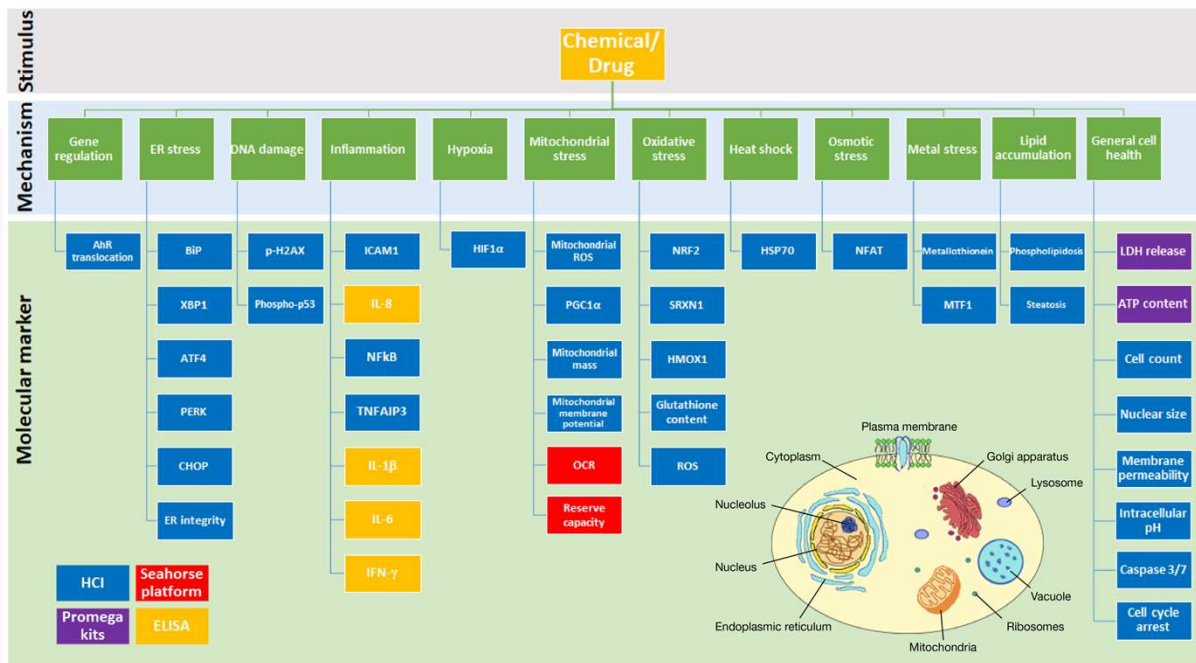 Stimulus
Chemical/
Drug
Mechanism
Gene
regulation
ER stress
DNA damage
Inflammation
Hypoxia
Mitochondrial
stress
Oxidative
stress
Heat shock
Osmotic
stress
Metal stress
Lipid
accumulation
General cell
health
Molecular marker
AhR
translocation
BiP
XBP1
ATF4
PERK
CHOP
ER integrity
p-H2AX
Phospho-p53
ICAM1
IL-8
NFkB
TNFAIP3
IL-1β
IL-6
IFN-γ
HIF1α
Mitochondrial
ROS
PGC1α
Mitochondrial
mass
Mitochondrial
membrane
potential
OCR
Reserve
capacity
NRF2
SRXN1
HMOX1
Glutathione
content
ROS
HSP70
NFAT
Metallothionein
MTF1
Phospholipidosis
Steatosis
LDH release
ATP content
Cell count
Nuclear size
Membrane
permeability
Intracellular
pH
Caspase 3/7
Cell cycle
arrest
HCI
Seahorse
platform
Promega
kits
ELISA
Plasma membrane
Cytoplasm
Golgi apparatus
Lysosome
Nucleolus
Nucleus
Vacuole
Endoplasmic reticulum
Ribosomes
Mitochondria